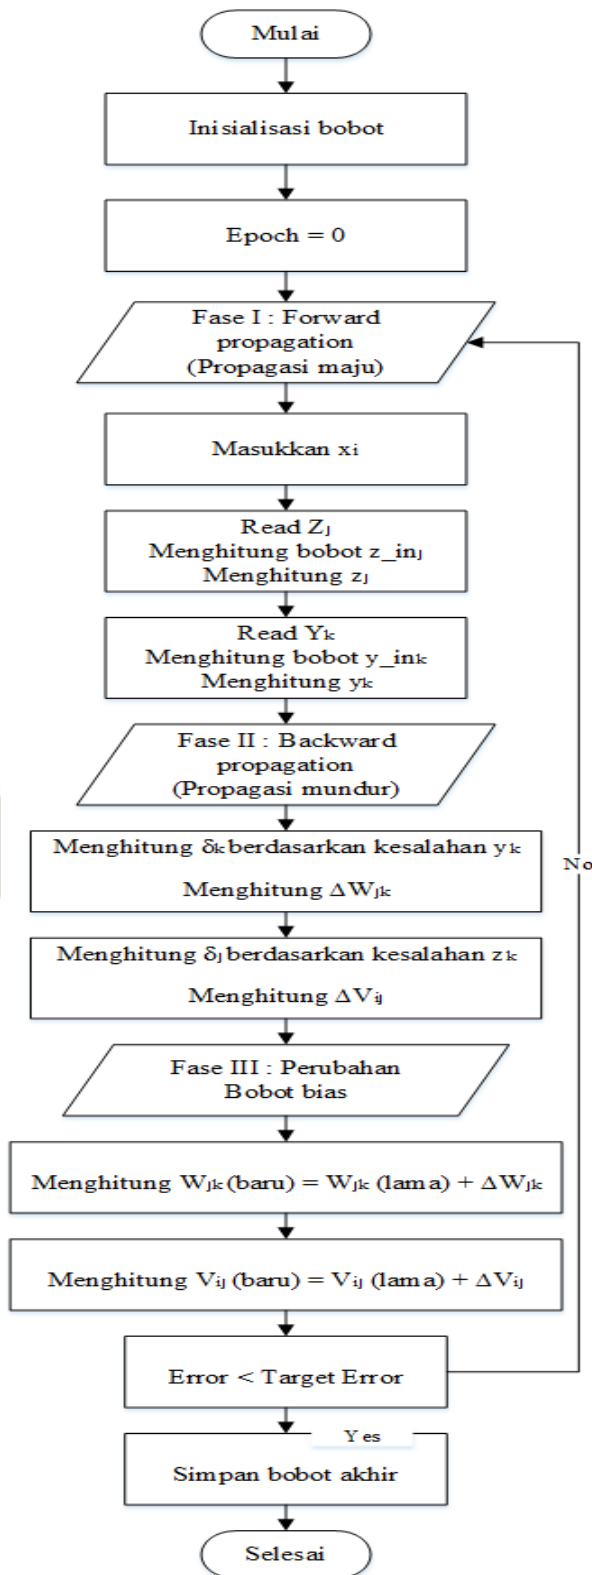 Mulai
Inisialisasi bobot
Epoch = 0
Fase I : Forward
propagation
(Propagasi maju)
Masukkan xi
Read Zj
Menghitung bobot z_inj
Menghitung zj
Read Yk
Menghitung bobot y_ink
Menghitung yk
Fase II : Backward
propagation
(Propagasi mundur)
Menghitung δk berdasarkan kesalahan yk
Menghitung ΔWjk
No
Menghitung δj berdasarkan kesalahan zk
Menghitung ΔVij
Fase III : Perubahan
Bobot bias
Menghitung Wjk (baru) = Wjk (lama) + ΔWjk
Menghitung Vij (baru) = Vij (lama) + ΔVij
Error < Target Error
Yes
Simpan bobot akhir
Selesai